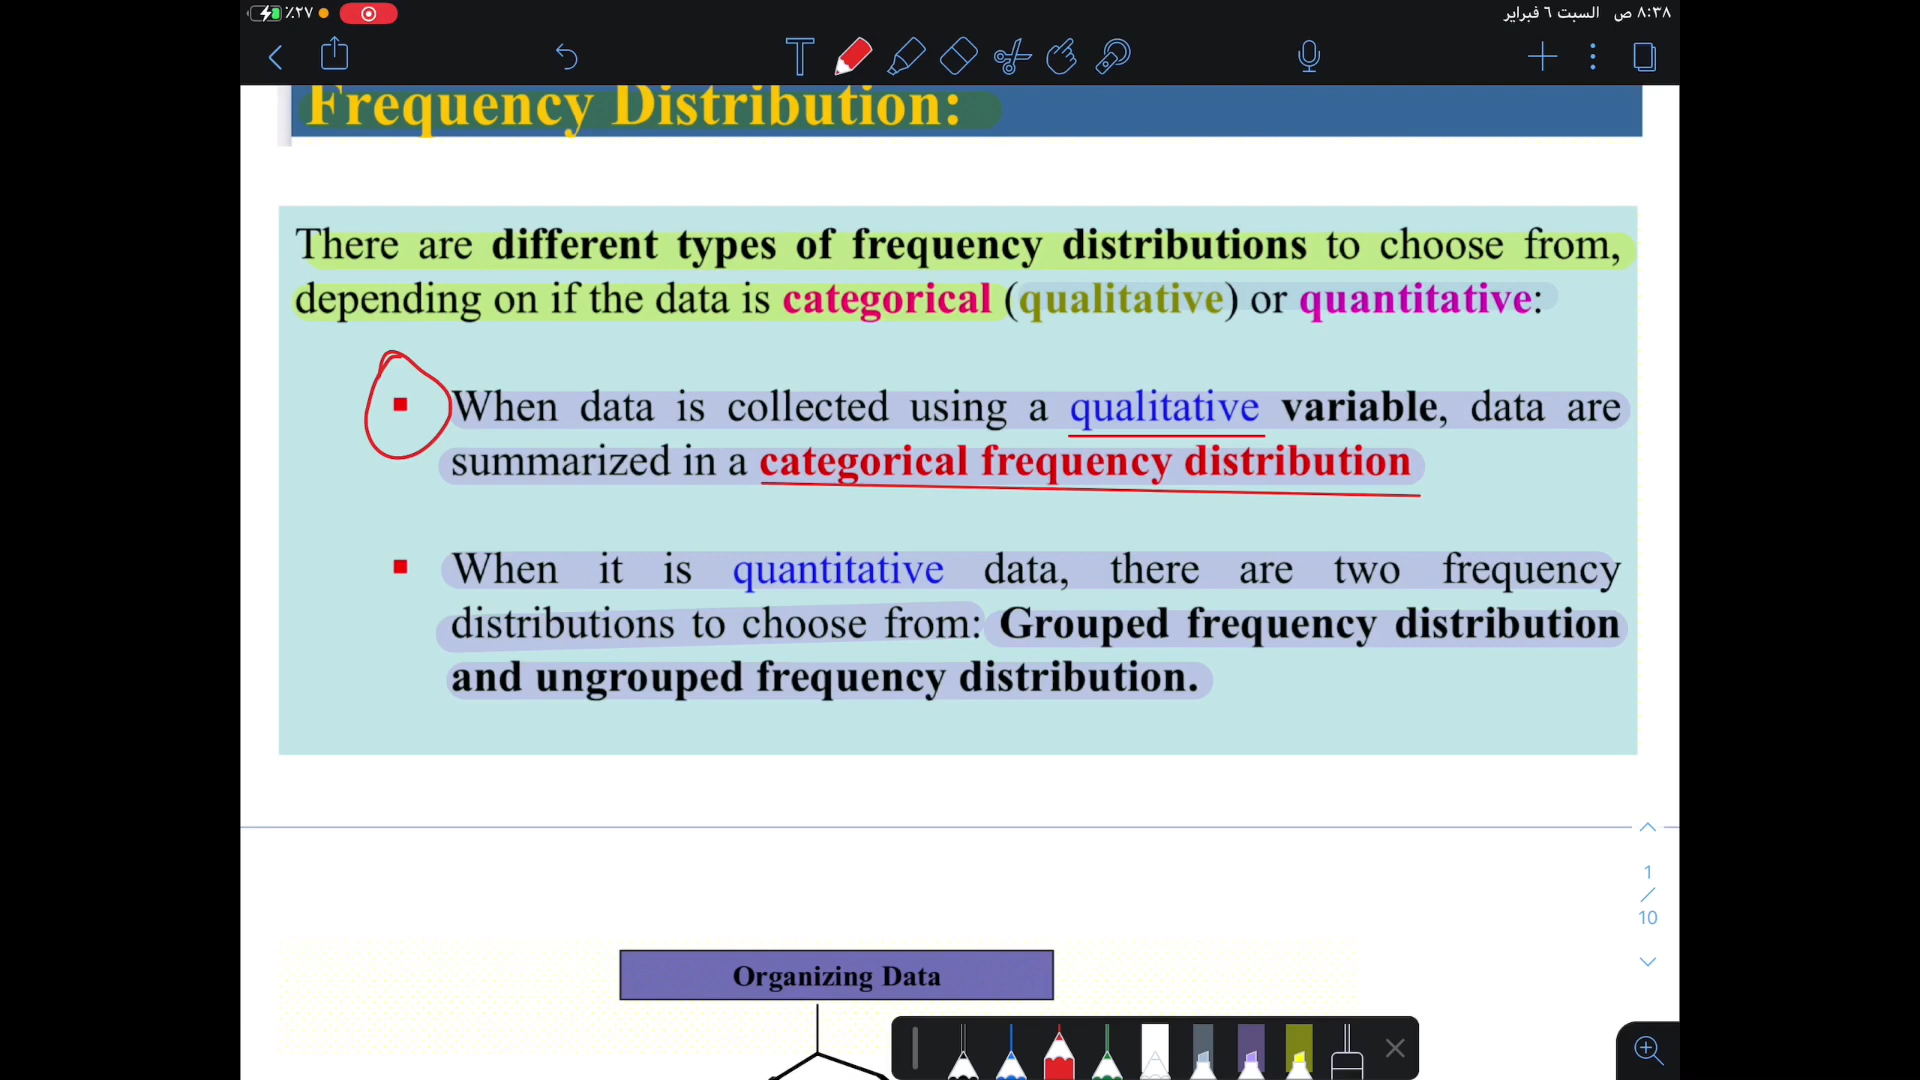 ٪٢٧
السبت ٦ فبراير ٨:٣٨ ص
Frequency Distribution:
There are different types of frequency distributions to choose from,
depending on if the data is categorical (qualitative) or quantitative:
When data is collected using a qualitative variable, data are
summarized in a categorical frequency distribution
When it is quantitative data, there are two frequency
distributions to choose from: Grouped frequency distribution
and ungrouped frequency distribution.
1
/
10
Organizing Data